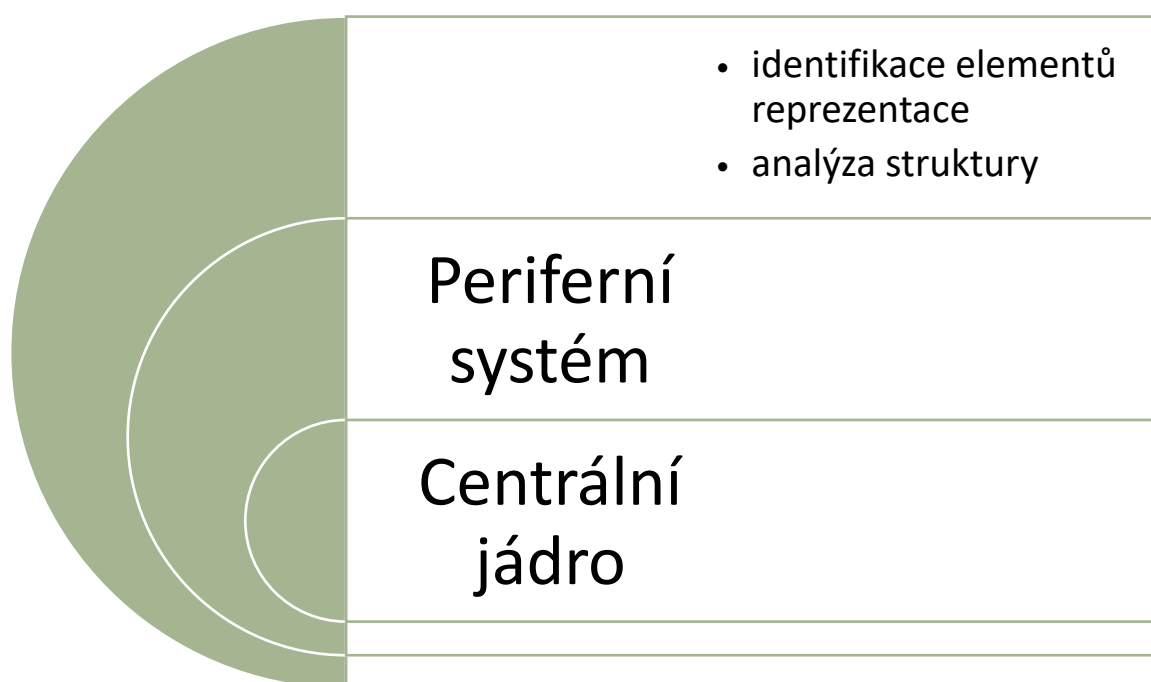 • identifikace elementů
reprezentace
• analýza struktury
Periferní
systém
Centrální
jádro